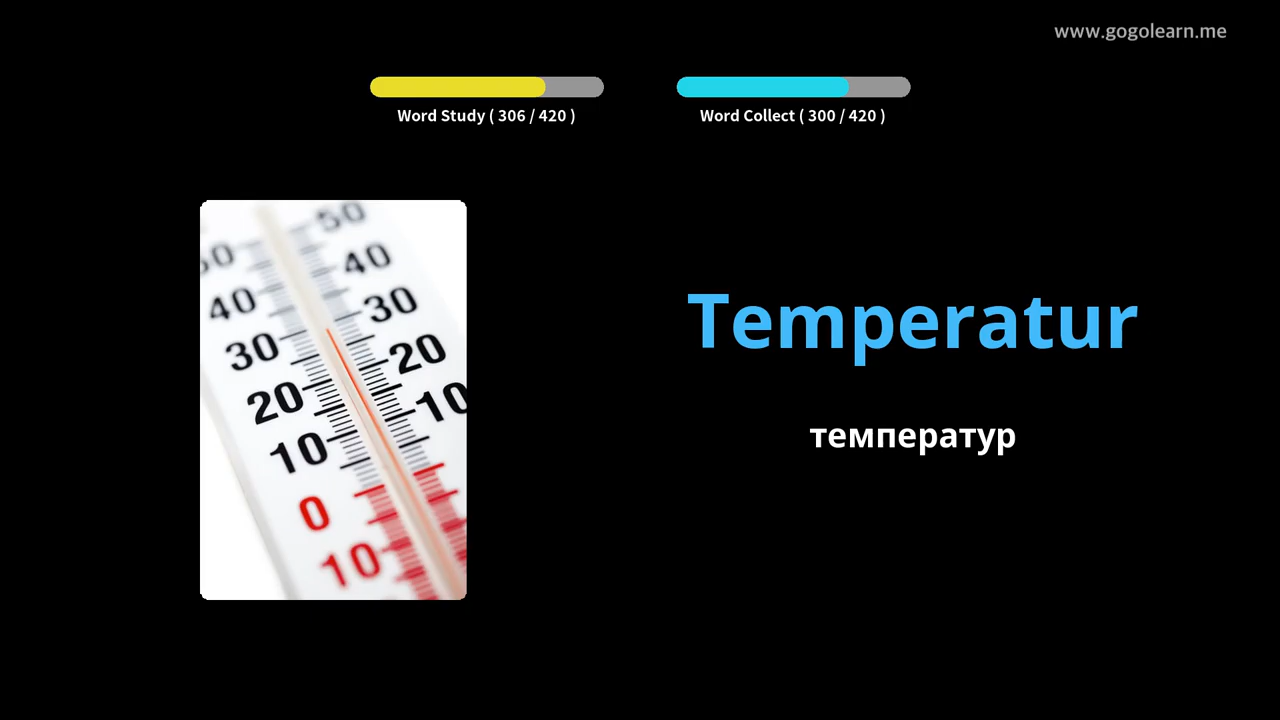 www.gogolearn.me
Word Study ( 306 / 420 )
Word Collect ( 300 / 420 )
50
40
40
30
30
20
20
10
10
0
10
Temperatur
температур